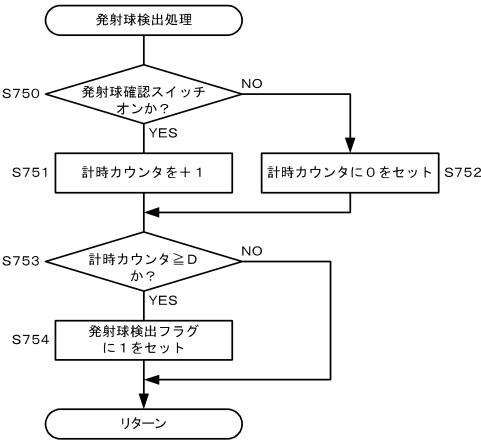 発射球検出処理
S750
発射球確認スイッチ
オンか？
NO
YES
S751
計時カウンタを＋１
計時カウンタに０をセット
S752
S753
計時カウンタ≧D
か？
NO
YES
S754
発射球検出フラグ
に１をセット
リターン